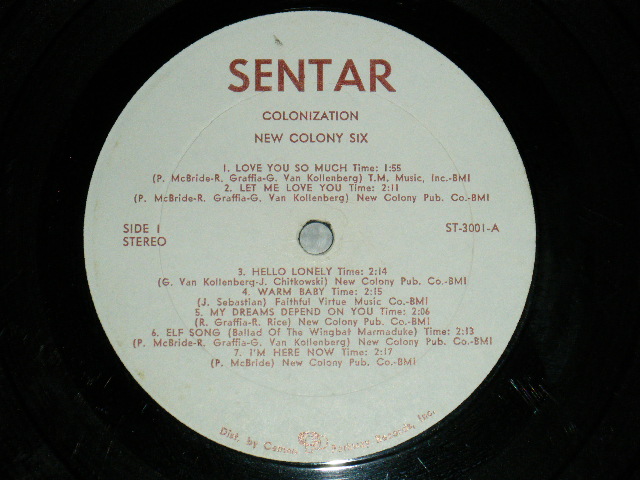 SENTAR
COLONIZATION
NEW COLONY SIX
1. LOVE YOU SO MUCH Time: 1:55
(P. McBride-R. Graffia-G. Van Kollenberg) T.M. Music, Inc.-BMI
2. LET ME LOVE YOU Time: 2:11
(P. McBride-R. Graffia-G. Van Kollenberg) New Colony Pub. Co.-BMI
SIDE 1
STEREO
ST-3001-A
3. HELLO LONELY Time: 2:14
(G. Van Kollenberg-J. Chitkowski) New Colony Pub. Co.-BMI
4. WARM BABY Time: 2:15
(J. Sebastian) Faithful Virtue Music Co.-BMI
5. MY DREAMS DEPEND ON YOU Time: 2:06
(R. Graffia-R. Rice) New Colony Pub. Co.-BMI
6. ELF SONG (Ballad Of The Wingbat Marmaduke) Time: 2:13
(P. McBride-R. Graffia-G. Van Kollenberg) New Colony Pub. Co.-BMI
7. I'M HERE NOW Time: 2:17
(P. McBride) New Colony Pub. Co.-BMI
Dist. by Records, Inc.